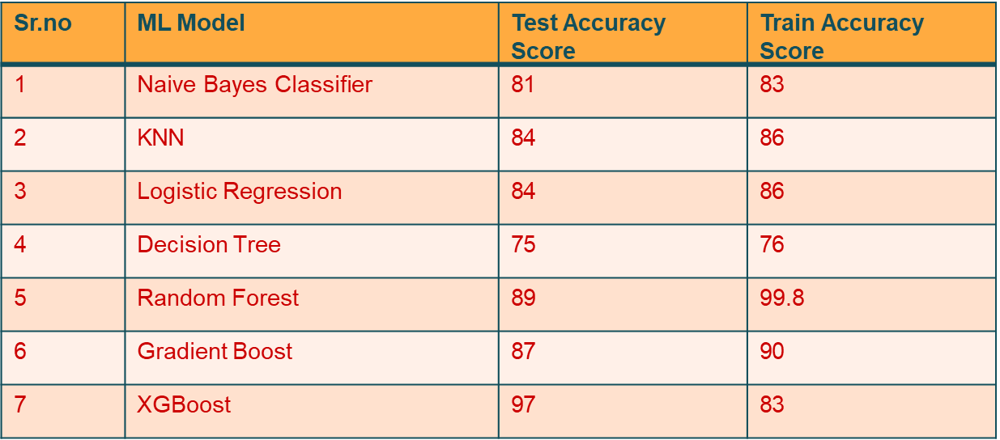 Sr.no ML Model Test Accuracy Score Train Accuracy Score
1 Naive Bayes Classifier 81 83
2 KNN 84 86
3 Logistic Regression 84 86
4 Decision Tree 75 76
5 Random Forest 89 99.8
6 Gradient Boost 87 90
7 XGBoost 97 83